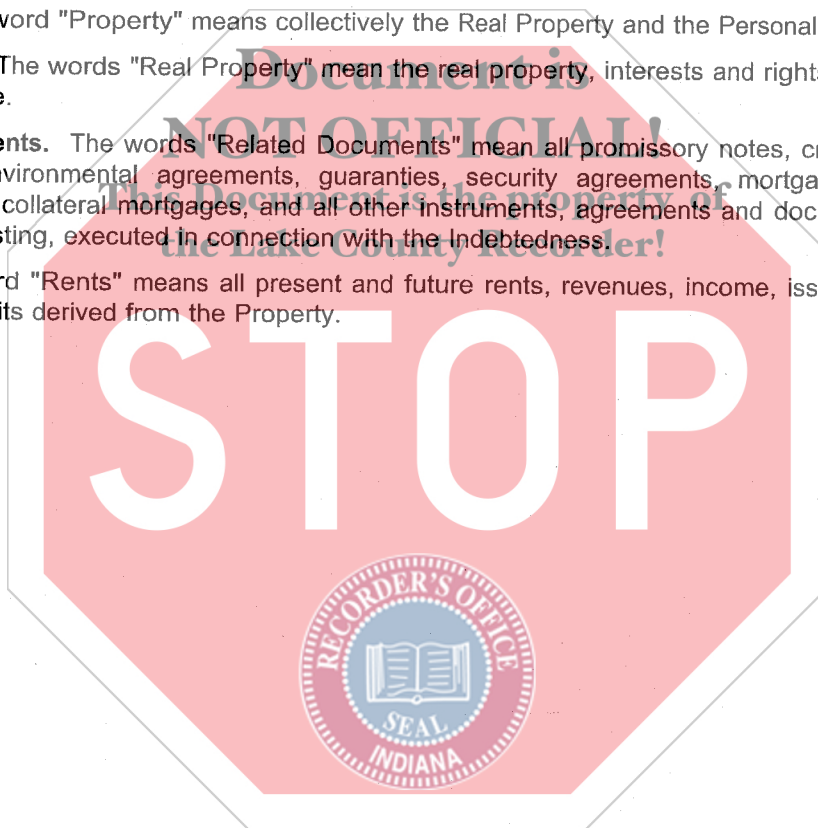 word "Property" means collectively the Real Property and the Personal
Document is
The words "Real Property" mean the real property, interests and rights
e.
NOT OFFICIAL!
ents. The words "Related Documents" mean all promissory notes, cr
nvironmental agreements, guaranties, security agreements, mortga
This Document is the property of
collateral mortgages, and all other instruments, agreements and doc
sting, executed in connection with the Indebtedness.
the Lake County Recorder!
rd "Rents" means all present and future rents, revenues, income, iss
its derived from the Property.
STOP
RECORDER'S OFFICE
SEAL
INDIANA